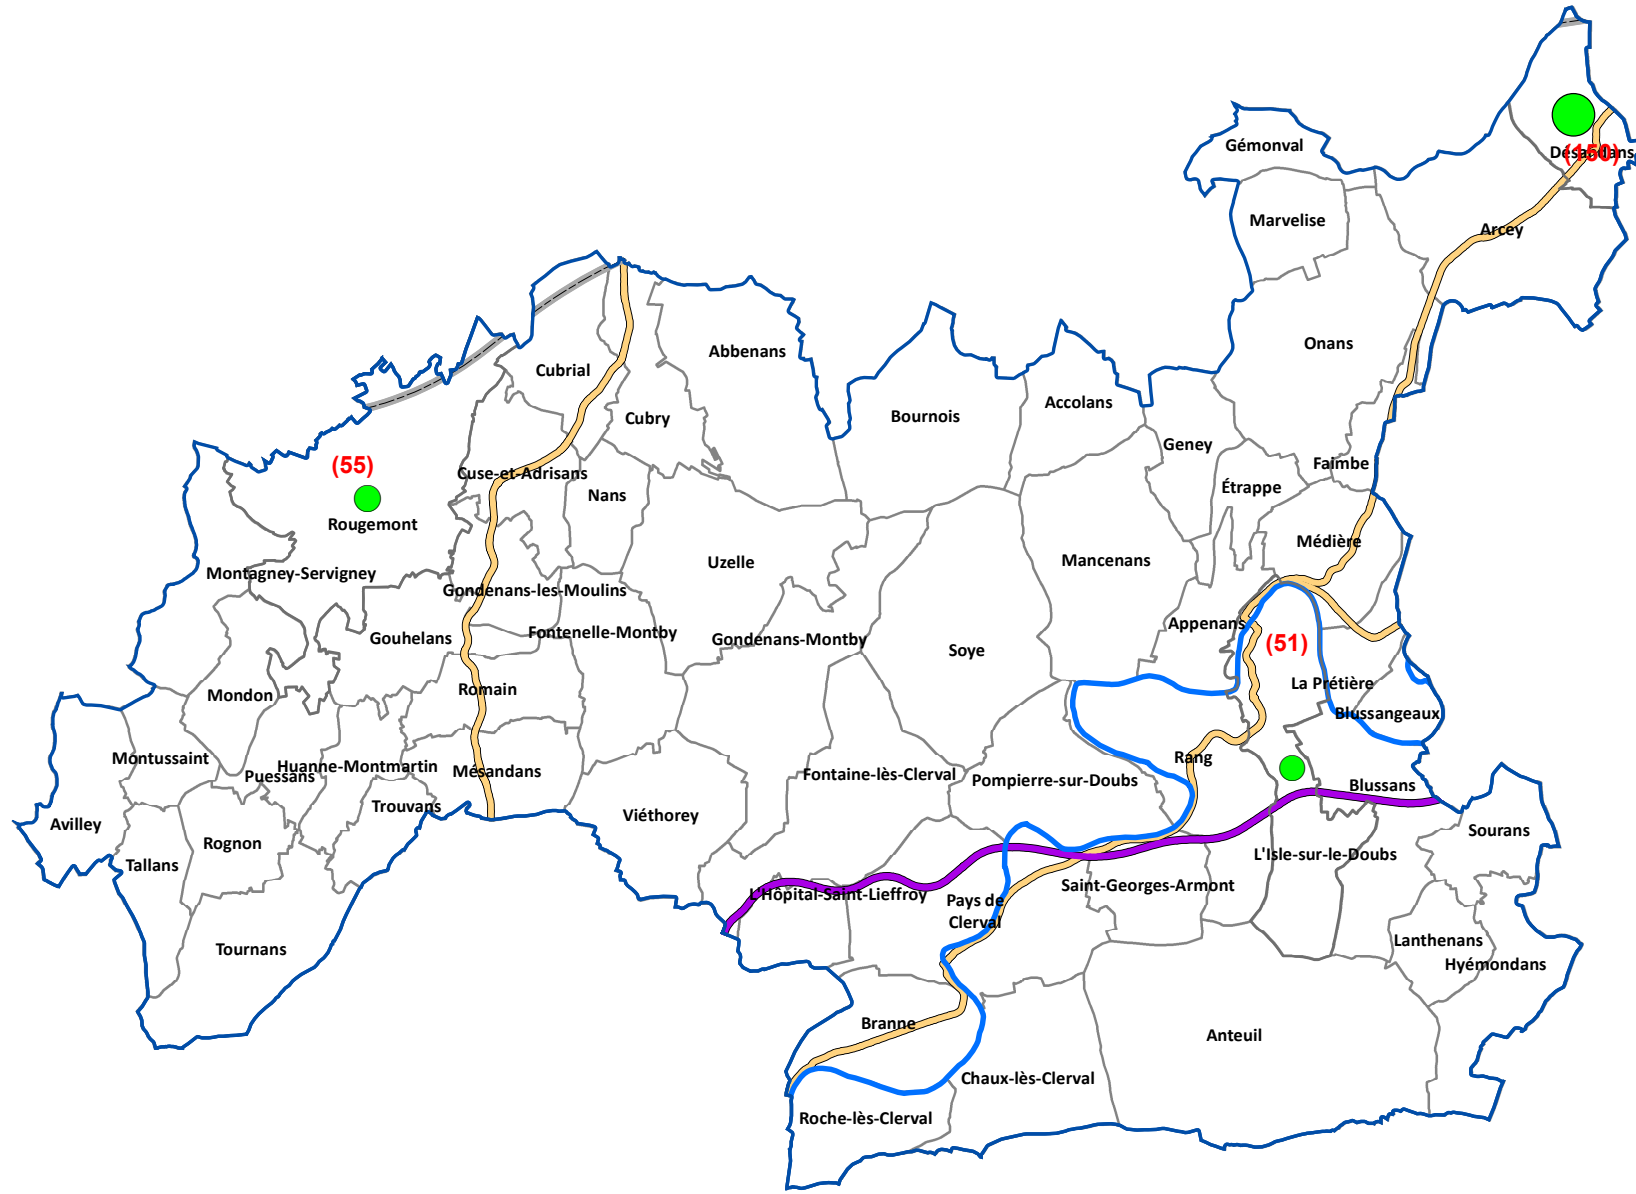 Gémonval
Désandans
(150)
Marvelise
Arcey
Onans
Abbenans
Cubrial
Accolans
Bournois
Cubry
Geney
Faimbe
(55)
Cuse-et-Adrisans
Étrappe
Nans
Rougemont
Médière
Mancenans
Uzelle
Montagney-Servigney
Gondenans-les-Moulins
Appenans
Fontenelle-Montby
Gouhelans
Gondenans-Montby
(51)
Soye
La Prétière
Romain
Mondon
Blussangeaux
Montussaint
Rang
Huanne-Montmartin
Mésandans
Fontaine-lès-Clerval
Puessans
Pompierre-sur-Doubs
Blussans
Trouvans
Viéthorey
Avilley
Sourans
Rognon
L'Isle-sur-le-Doubs
Tallans
Saint-Georges-Armont
L'Hôpital-Saint-Lieffroy
Pays de
Clerval
Lanthenans
Tournans
Hyémondans
Branne
Anteuil
Chaux-lès-Clerval
Roche-lès-Clerval